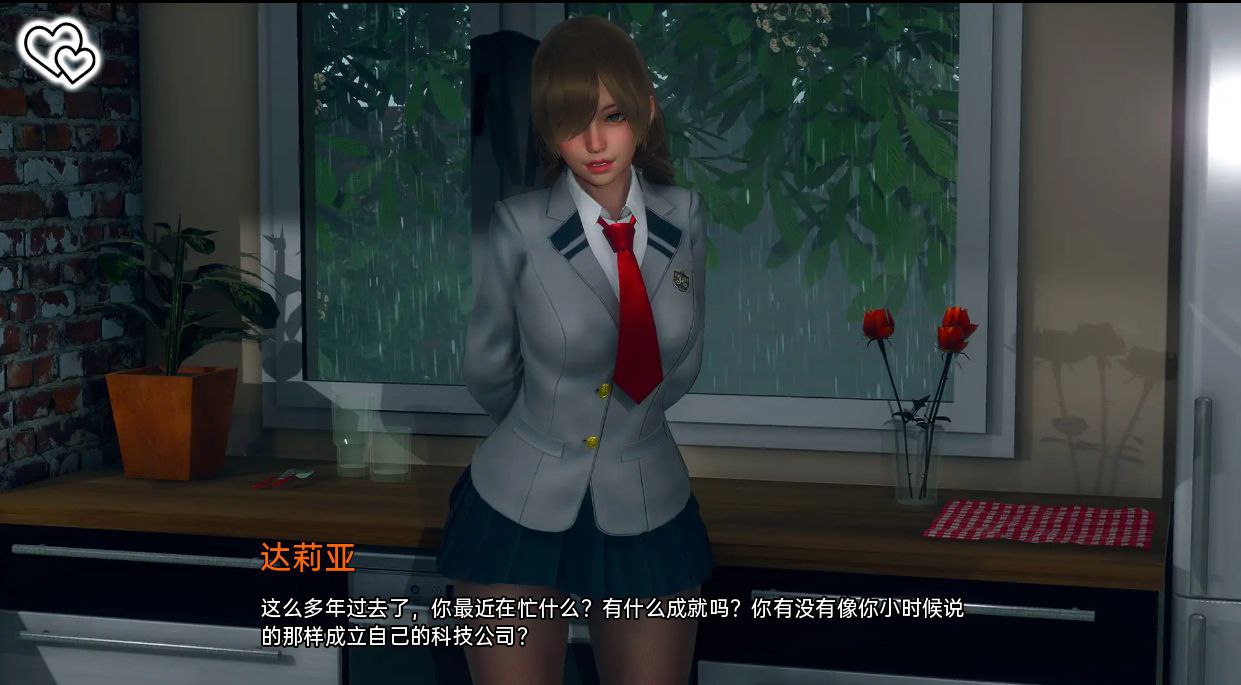 达莉亚
这么多年过去了，你最近在忙什么？有什么成就吗？你有没有像你小时候说
的那样成立自己的科技公司？